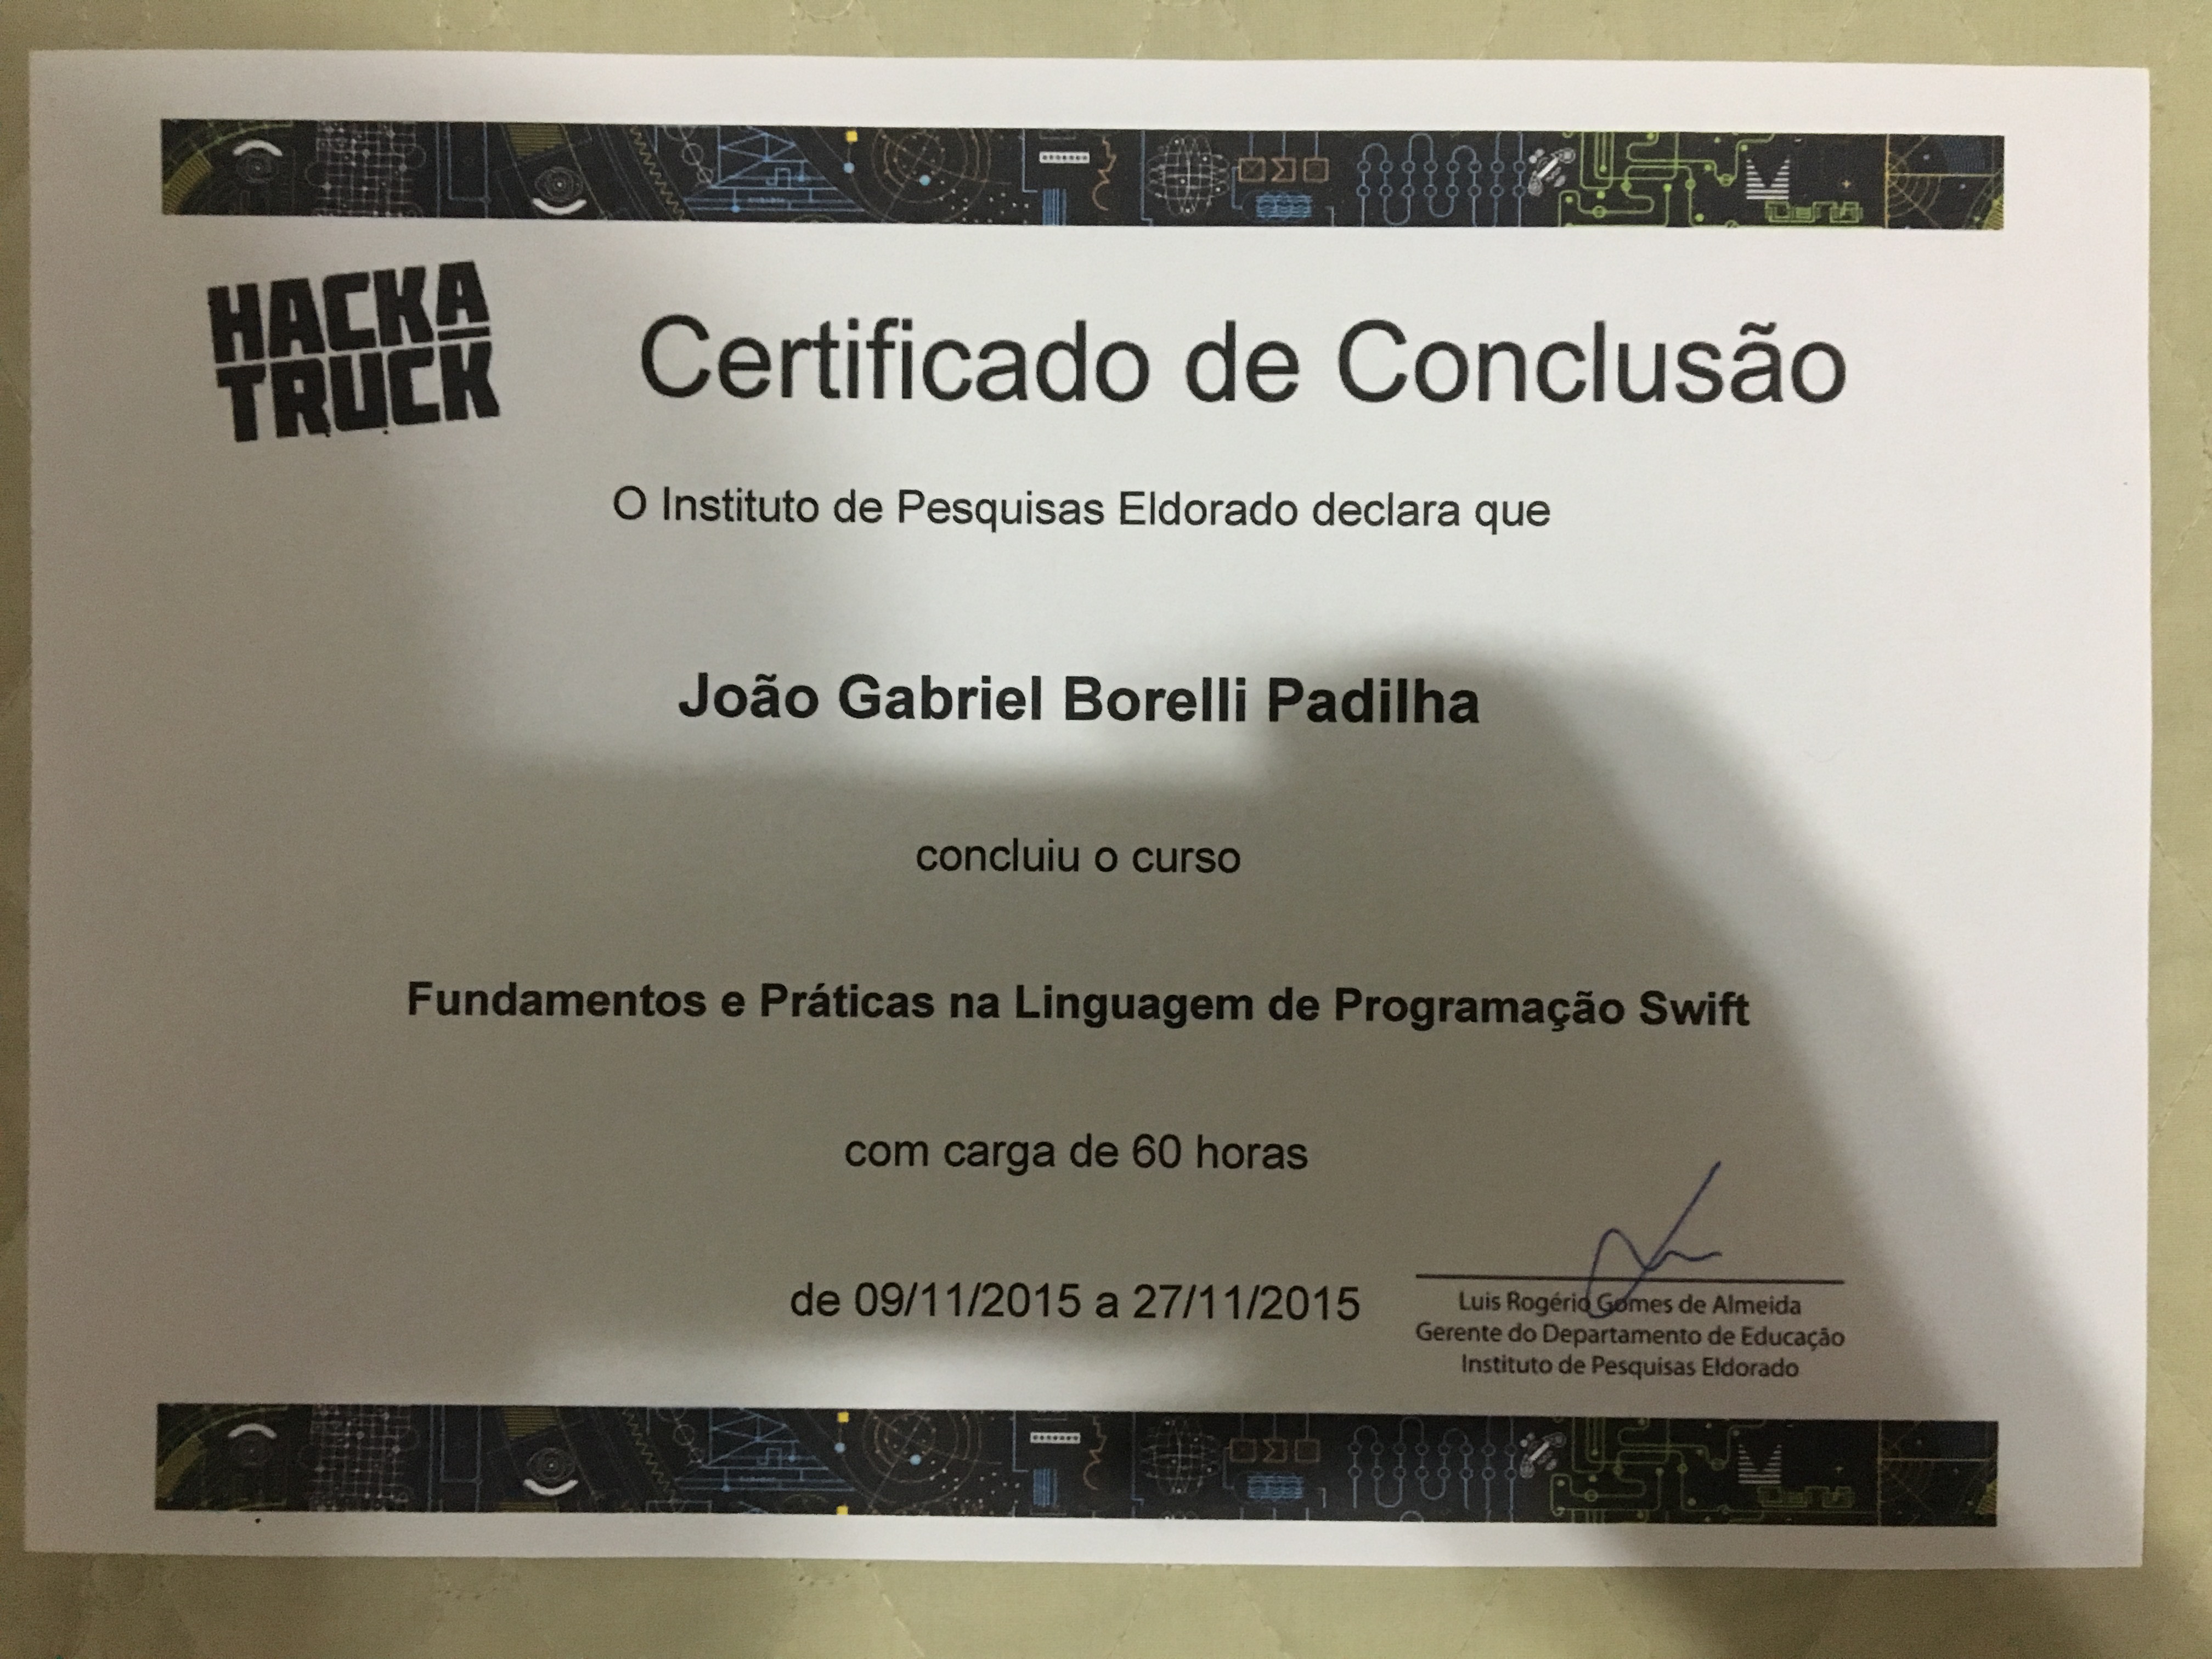 HACKA
TRUCK
Certificado de Conclusão
O Instituto de Pesquisas Eldorado declara que
João Gabriel Borelli Padilha
concluiu o curso
Fundamentos e Práticas na Linguagem de Programação Swift
com carga de 60 horas
de 09/11/2015 a 27/11/2015
Luis Rogério Gomes de Almeida
Gerente do Departamento de Educação
Instituto de Pesquisas Eldorado